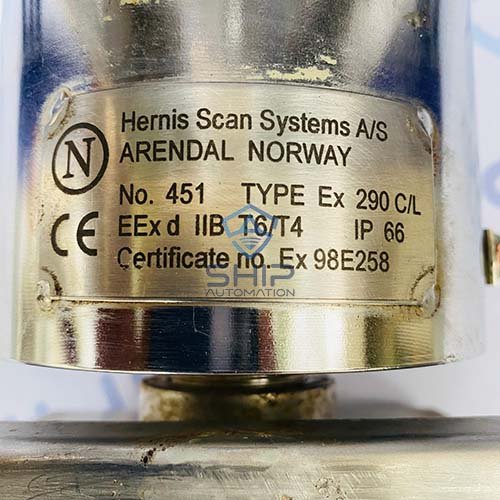 N
Hernis Scan Systems A/S
ARENDAL NORWAY
No. 451 TYPE Ex 290 C/L
CE EEx d IIB T6/T4 IP 66
Certificate no. Ex 98E258
SHIP
AUTOMATION